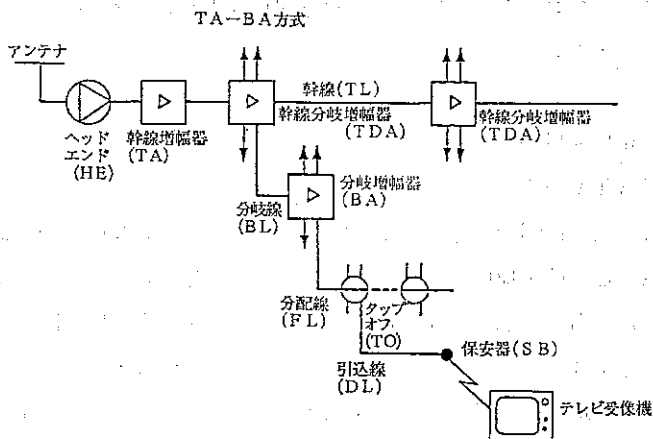 TA－BA方式
アンテナ
ヘッド
エンド
(HE)
幹線増幅器
(TA)
幹線(TL)
幹線分岐増幅器
(TDA)
幹線分岐増幅器
(TDA)
分岐線
(BL)
分岐増幅器
(BA)
分配線
(FL)
タップ
オフ
(TO)
引込線
(DL)
保安器(SB)
テレビ受像機